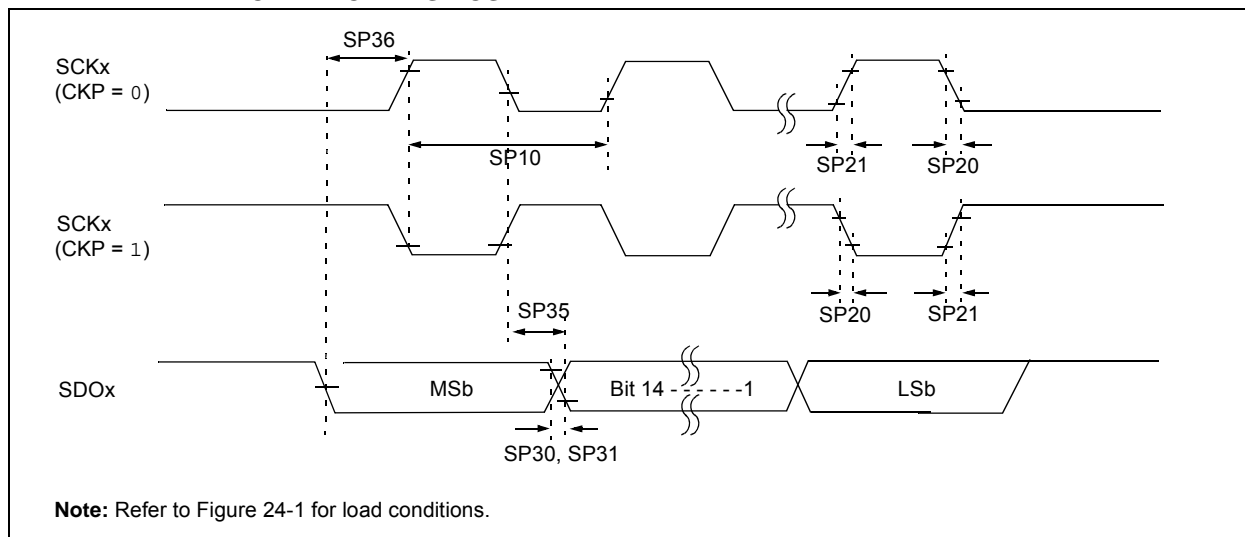 SP36
SCKx
(CKP = 0)
SP10
SP21
SP20
SCKx
(CKP = 1)
SP35
SP20
SP21
SDOx
MSb
Bit 14 - - - - - -1
LSb
SP30, SP31
Note: Refer to Figure 24-1 for load conditions.